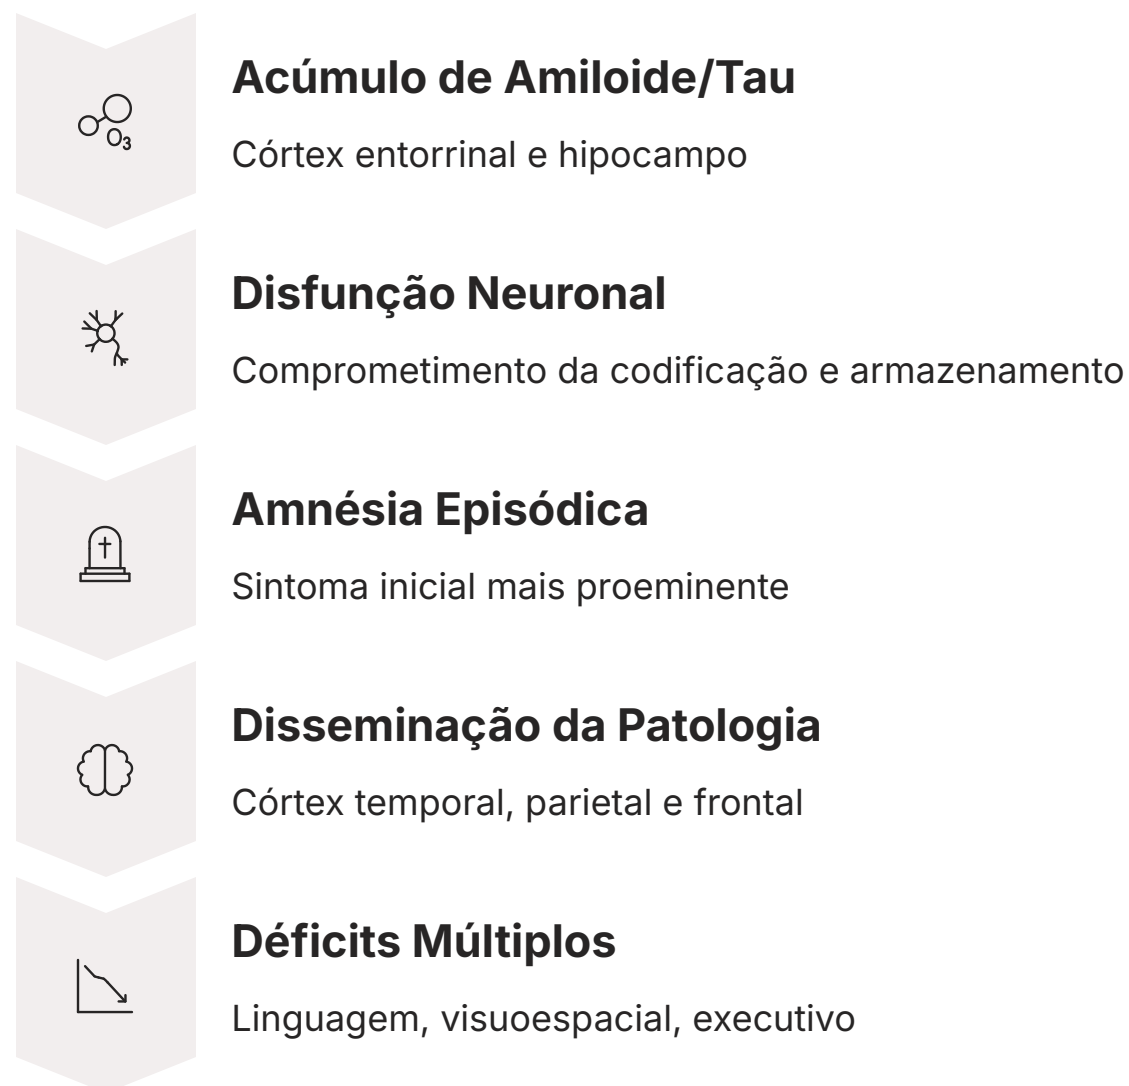 Acúmulo de Amiloide/Tau
Córtex entorrinal e hipocampo
O₃
Disfunção Neuronal
Comprometimento da codificação e armazenamento
Amnésia Episódica
Sintoma inicial mais proeminente
Disseminação da Patologia
Córtex temporal, parietal e frontal
Déficits Múltiplos
Linguagem, visuoespacial, executivo